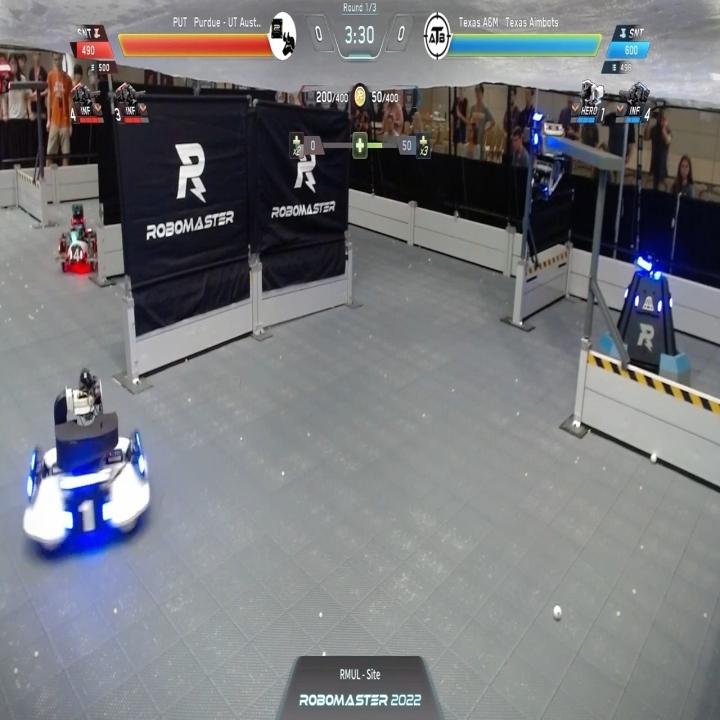 Round 1/3
PUT Purdue - UT Aust..
0
3:30
0
ATB
Texas A&M Texas Aimbots
SNT
490
500
SNT
600
496
4 INF
3 INF
200/400
50/400
HERO 1
INF 4
x2 0
50 x3
R
ROBOMASTER
R
ROBOMASTER
R
1
RMUL - Site
ROBOMASTER 2022